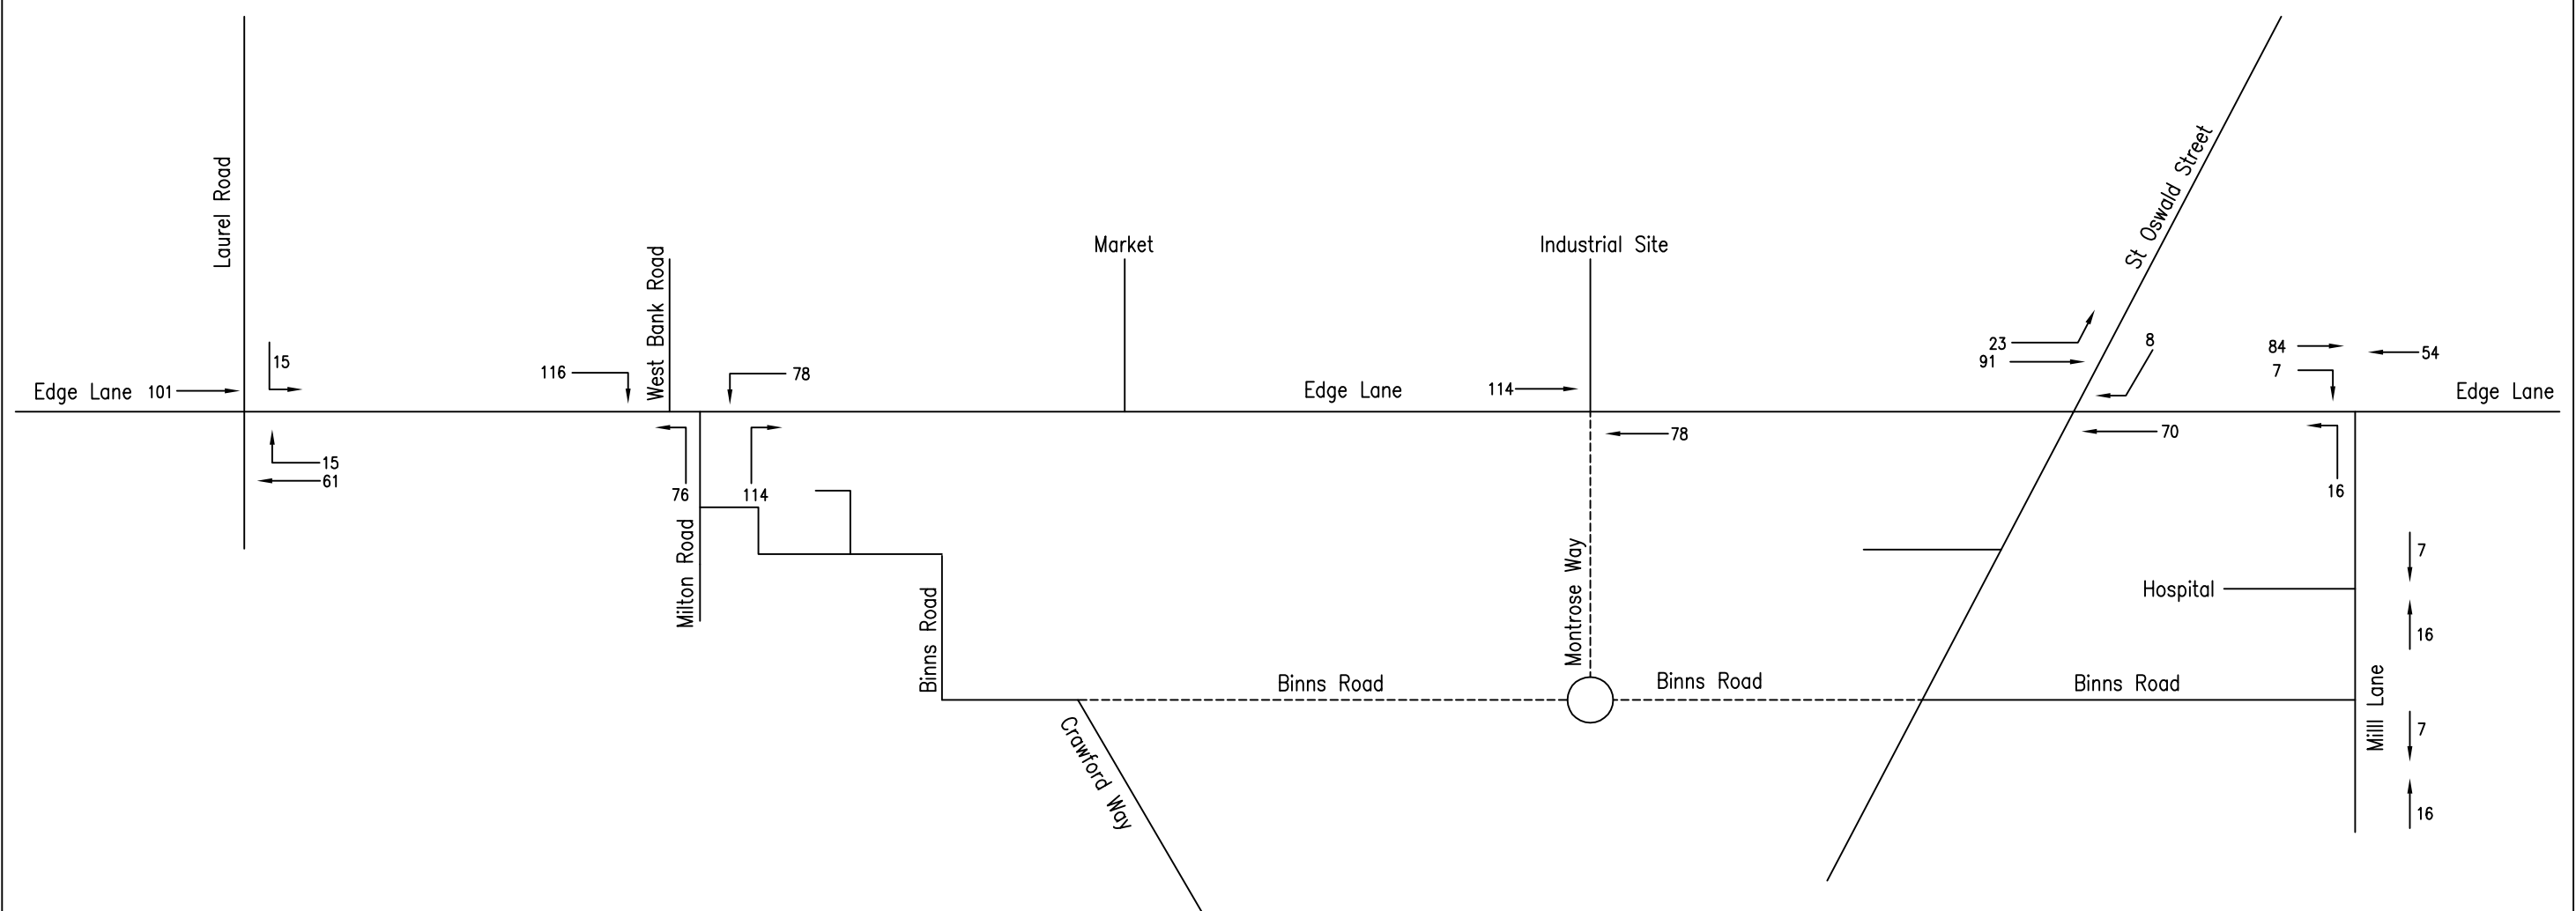 Laurel Road
West Bank Road
Market
Industrial Site
St Oswald Street
15
116
78
23
91
8
84
7
54
Edge Lane
101
Edge Lane
114
Edge Lane
15
61
76
114
78
70
16
Milton Road
Binns Road
Montrose Way
Hospital
7
16
Binns Road
Binns Road
Binns Road
Mill Lane
Crawford Way
7
16